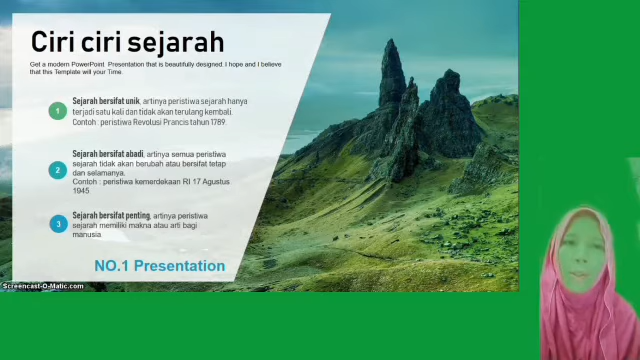 Ciri ciri sejarah
Get a modern PowerPoint Presentation that is beautifully designed. I hope and I believe
that this Template will your Time.
1
Sejarah bersifat unik, artinya peristiwa sejarah hanya
terjadi satu kali dan tidak akan terulang kembali.
Contoh : peristiwa Revolusi Prancis tahun 1789.
2
Sejarah bersifat abadi, artinya semua peristiwa
sejarah tidak akan berubah atau bersifat tetap
dan selamanya.
Contoh : peristiwa kemerdekaan RI 17 Agustus
1945
3
Sejarah bersifat penting, artinya peristiwa
sejarah memiliki makna atau arti bagi
manusia
NO.1 Presentation
Screencast-O-Matic.com